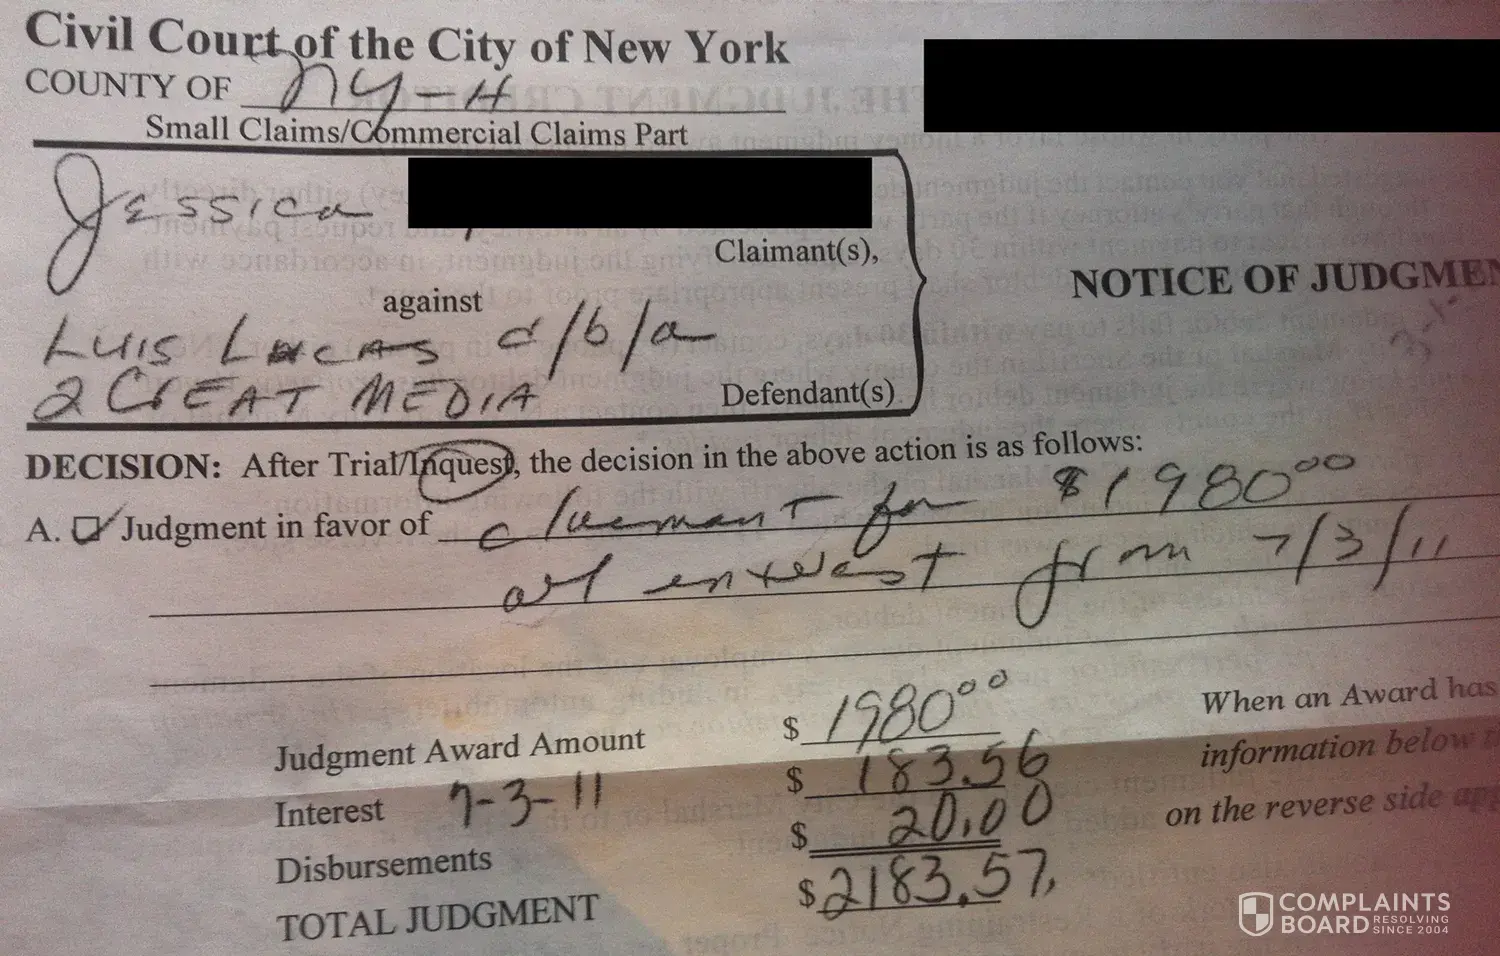 Civil Court of the City of New York
COUNTY OF NY-H
Small Claims/Commercial Claims Part
Jessica
Claimant(s),
against
NOTICE OF JUDGMEN
LUIS LUCAS d/b/a
2 CREAT MEDIA
Defendant(s)
DECISION: After Trial/Inquest, the decision in the above action is as follows:
A. Judgment in favor of claimant for $1980.00
interest from 7/3/11
Judgment Award Amount $ 1980.00
When an Award has
Interest 7-3-11 $ 183.56
information below
Disbursements $ 20.00
on the reverse side app
TOTAL JUDGMENT $ 2183.57
COMPLAINTS
BOARD RESOLVING
SINCE 2004